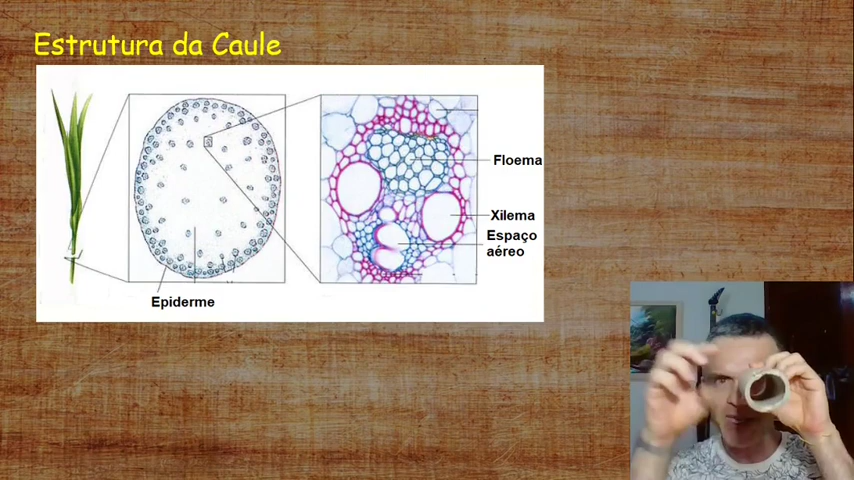 Estrutura da Caule
Floema
Xilema
Espaço
aéreo
Epiderme